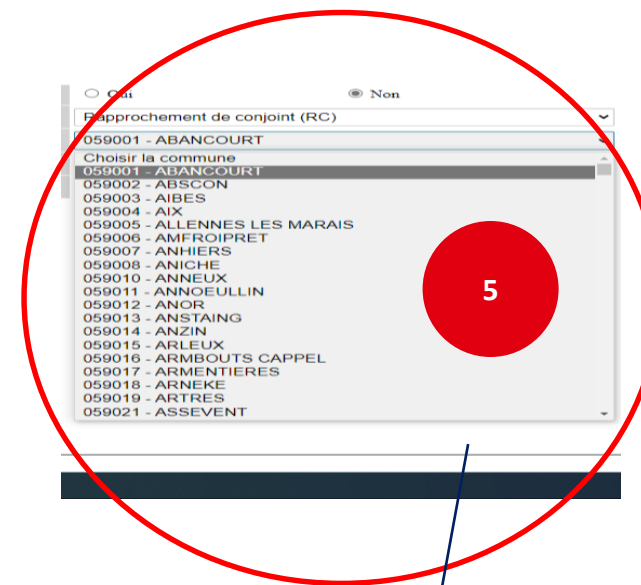 Oui Non
Rapprochement de conjoint (RC)
059001 - ABANCOURT
Choisir la commune
059001 - ABANCOURT
059002 - ABSCON
059003 - AIBES
059004 - AIX
059005 - ALLENNES LES MARAIS
059006 - AMFROIPRET
059007 - ANHIERS
059008 - ANICHE
059010 - ANNEUX
059011 - ANNOEULLIN
059012 - ANOR
059013 - ANSTAING
059014 - ANZIN
059015 - ARLEUX
059016 - ARMBOUTS CAPPEL
059017 - ARMENTIERES
059018 - ARNEKE
059019 - ARTRES
059021 - ASSEVENT
5